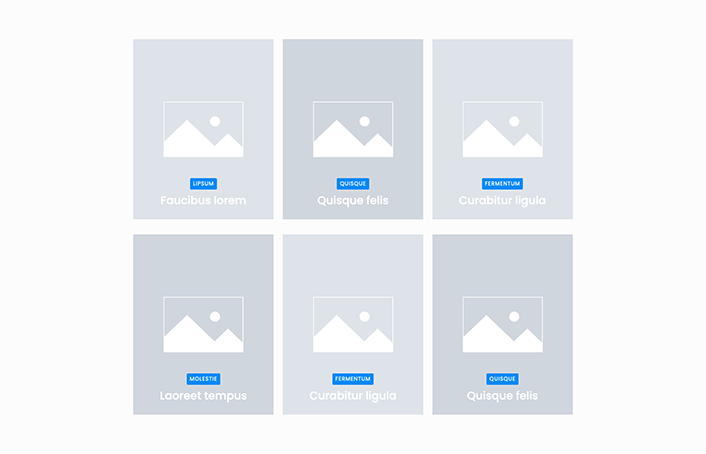 LIPSUM
Faucibus lorem
QUISQUE
Quisque felis
FERMENTUM
Curabitur ligula
MOLESTIE
Laoreet tempus
FERMENTUM
Curabitur ligula
QUISQUE
Quisque felis